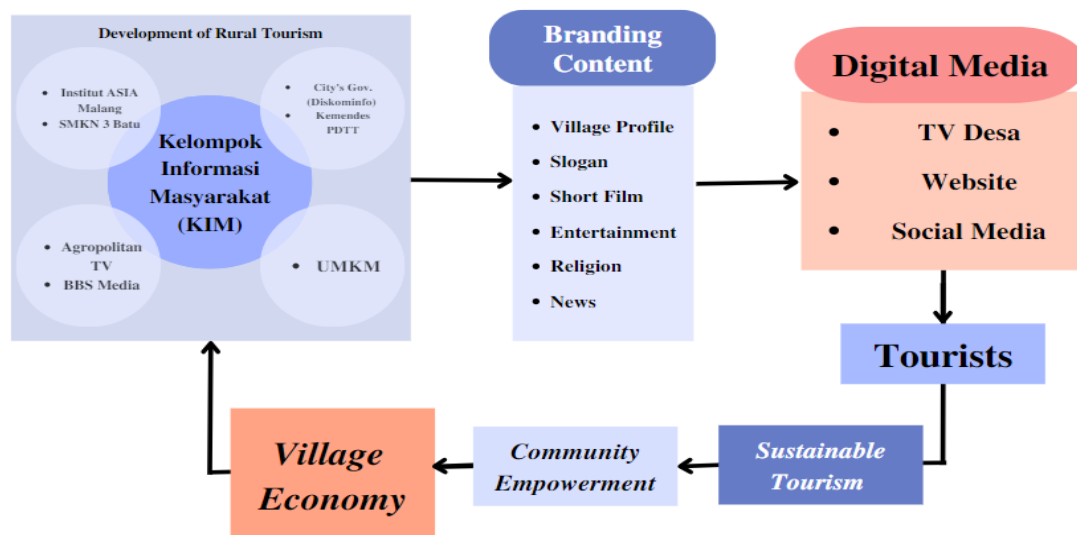 Development of Rural Tourism
• Institut ASIA
Malang
• SMKN 3 Batu
• City's Gov.
(Diskominfo)
• Kemendes
PDTT
Kelompok
Informasi
Masyarakat
(KIM)
• Agropolitan
TV
• BBS Media
• UMKM
Branding
Content
• Village Profile
• Slogan
• Short Film
• Entertainment
• Religion
• News
Digital Media
• TV Desa
• Website
• Social Media
Tourists
Sustainable
Tourism
Community
Empowerment
Village
Economy